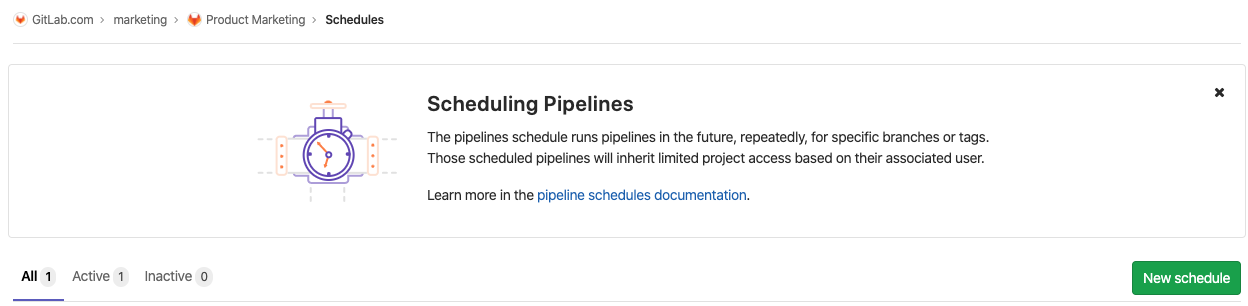 GitLab.com › marketing › Product Marketing › Schedules
Scheduling Pipelines
The pipelines schedule runs pipelines in the future, repeatedly, for specific branches or tags.
Those scheduled pipelines will inherit limited project access based on their associated user.
Learn more in the pipeline schedules documentation.
All 1 Active 1 Inactive 0 New schedule